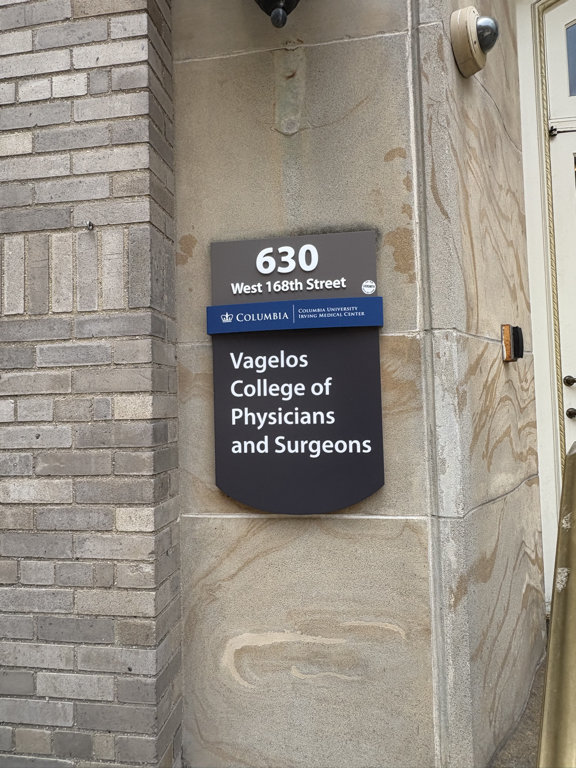 630
West 168th Street
COLUMBIA
COLUMBIA UNIVERSITY
IRVING MEDICAL CENTER
Vagelos
College of
Physicians
and Surgeons